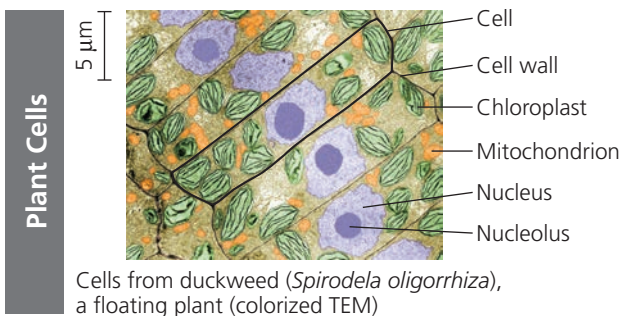 Plant Cells
5 µm
Cell
Cell wall
Chloroplast
Mitochondrion
Nucleus
Nucleolus
Cells from duckweed (Spirodela oligorrhiza),
a floating plant (colorized TEM)